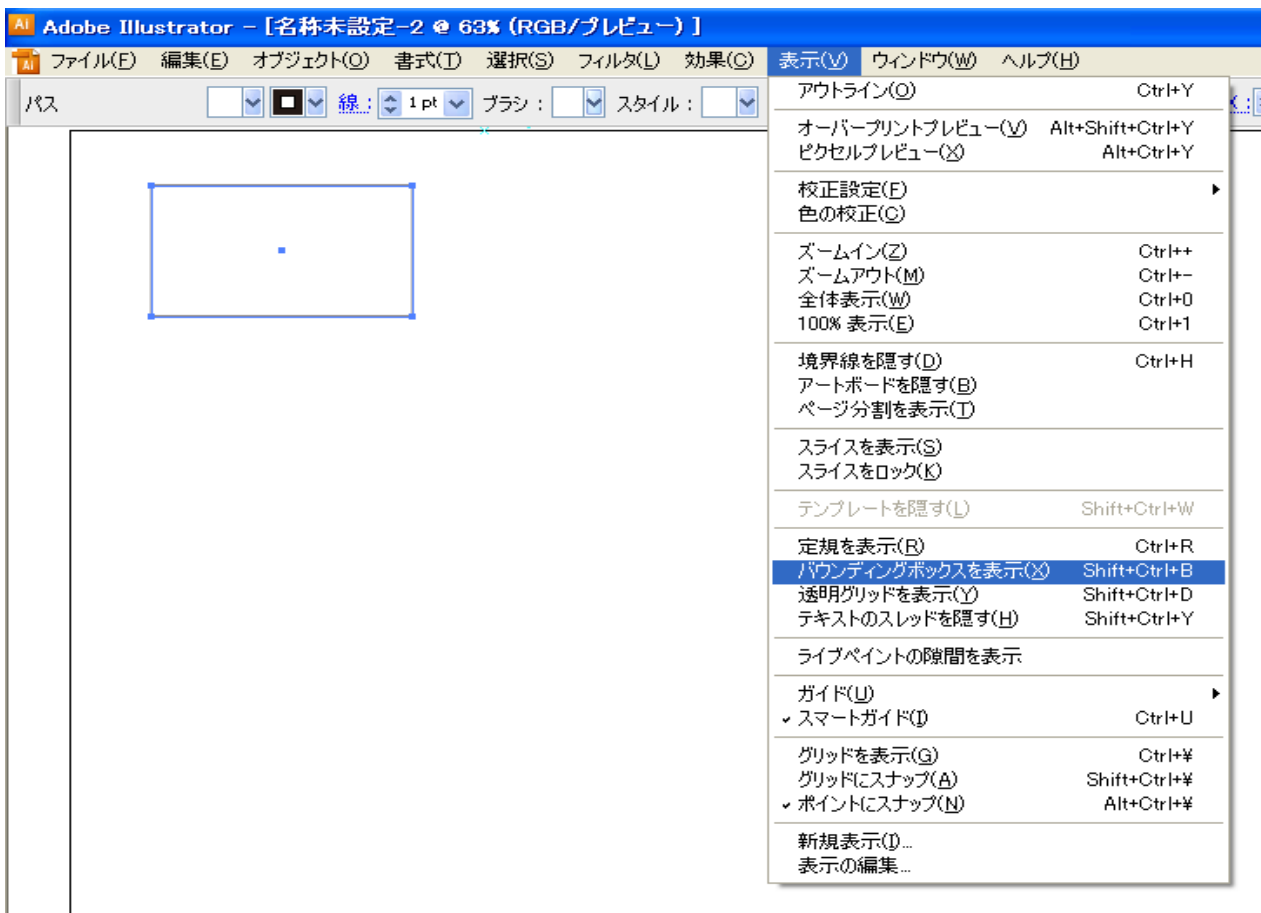 Ai Adobe Illustrator - [名称未設定-2 @ 63% (RGB/プレビュー) ]
Ai ファイル(F) 編集(E) オブジェクト(O) 書式(T) 選択(S) フィルタ(L) 効果(C) 表示(V) ウィンドウ(W) ヘルプ(H)
パス 線 : 1 pt ブラシ : スタイル : X :
アウトライン(O) Ctrl+Y
オーバープリントプレビュー(V) Alt+Shift+Ctrl+Y
ピクセルプレビュー(X) Alt+Ctrl+Y
校正設定(F)
色の校正(C)
ズームイン(Z) Ctrl++
ズームアウト(M) Ctrl+-
全体表示(W) Ctrl+0
100% 表示(E) Ctrl+1
境界線を隠す(D) Ctrl+H
アートボードを隠す(B)
ページ分割を表示(T)
スライスを表示(S)
スライスをロック(K)
テンプレートを隠す(L) Shift+Ctrl+W
定規を表示(R) Ctrl+R
バウンディングボックスを表示(X) Shift+Ctrl+B
透明グリッドを表示(Y) Shift+Ctrl+D
テキストのスレッドを隠す(H) Shift+Ctrl+Y
ライブペイントの隙間を表示
ガイド(U)
スマートガイド(I) Ctrl+U
グリッドを表示(G) Ctrl+¥
グリッドにスナップ(A) Shift+Ctrl+¥
ポイントにスナップ(N) Alt+Ctrl+¥
新規表示(I)...
表示の編集...